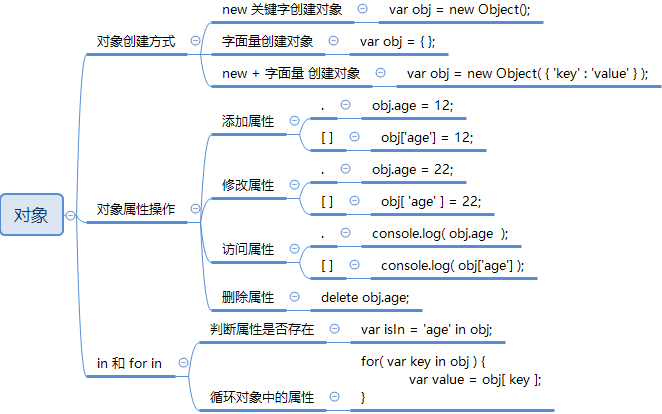 对象
对象创建方式
new 关键字创建对象
var obj = new Object();
字面量创建对象
var obj = { };
new + 字面量 创建对象
var obj = new Object( { 'key' : 'value' } );
对象属性操作
添加属性
.
obj.age = 12;
[ ]
obj['age'] = 12;
修改属性
.
obj.age = 22;
[ ]
obj[ 'age' ] = 22;
访问属性
.
console.log( obj.age  );
[ ]
console.log( obj['age'] );
删除属性
delete obj.age;
in 和 for in
判断属性是否存在
var isIn = 'age' in obj;
循环对象中的属性
for( var key in obj ) {
var value = obj[ key ];
}